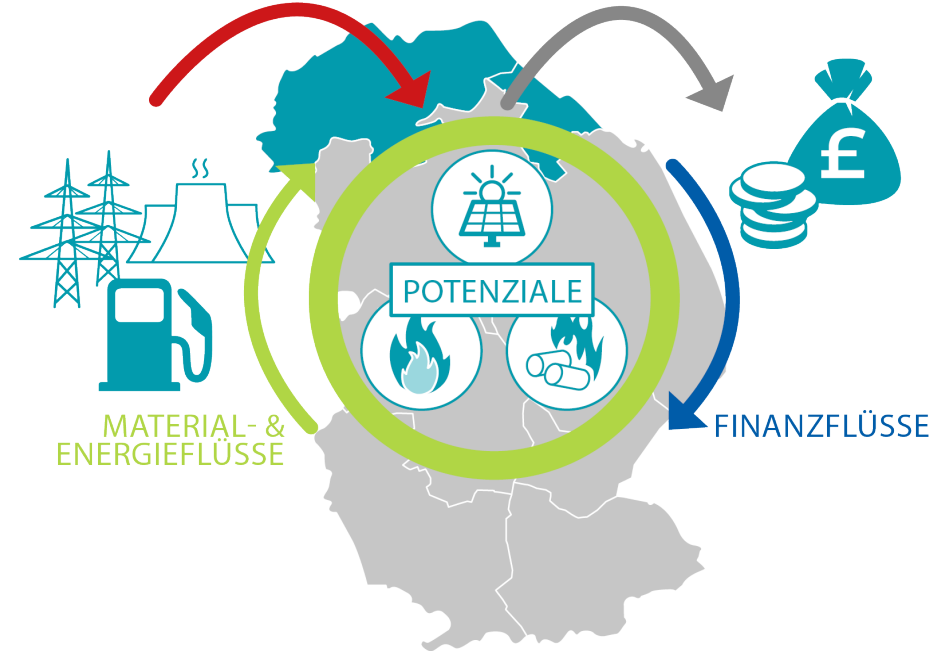 £
POTENZIALE
MATERIAL- &
ENERGIEFLÜSSE
FINANZFLÜSSE